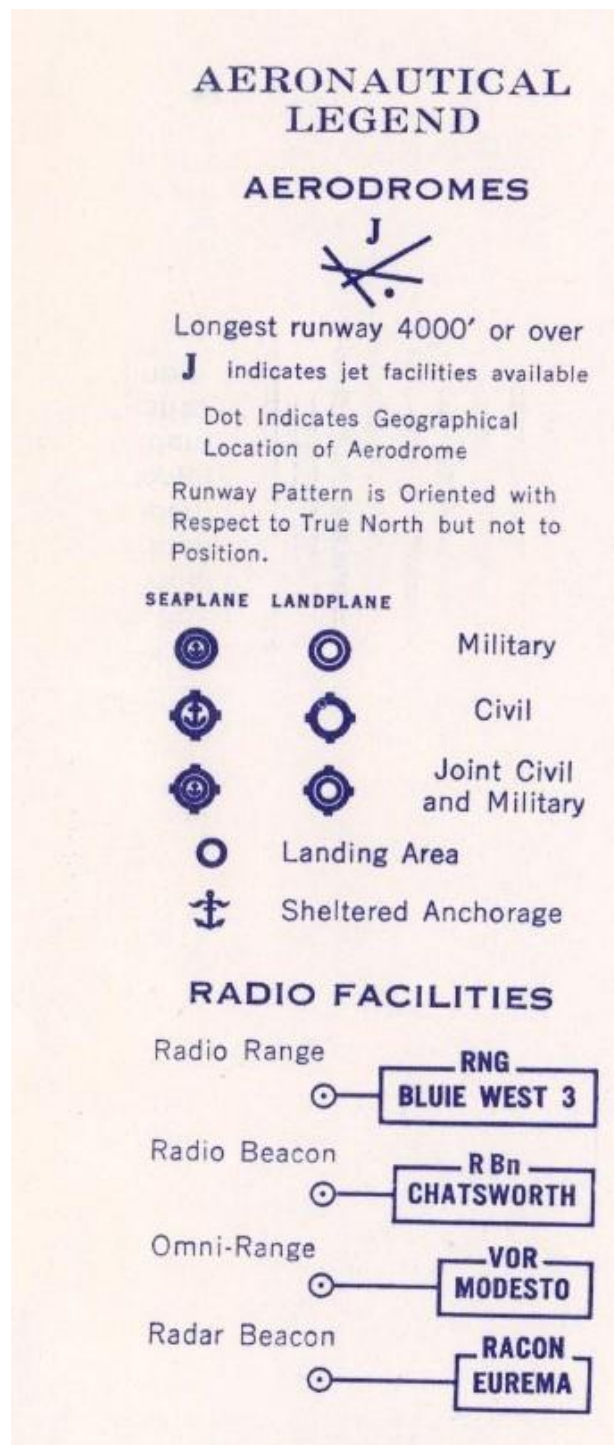 AERONAUTICAL
LEGEND
AERODROMES
J
Longest runway 4000' or over
J indicates jet facilities available
Dot Indicates Geographical
Location of Aerodrome
Runway Pattern is Oriented with
Respect to True North but not to
Position.
SEAPLANE LANDPLANE
Military
Civil
Joint Civil
and Military
Landing Area
Sheltered Anchorage
RADIO FACILITIES
Radio Range
RNG
BLUIE WEST 3
Radio Beacon
R Bn
CHATSWORTH
Omni-Range
VOR
MODESTO
Radar Beacon
RACON
EUREMA